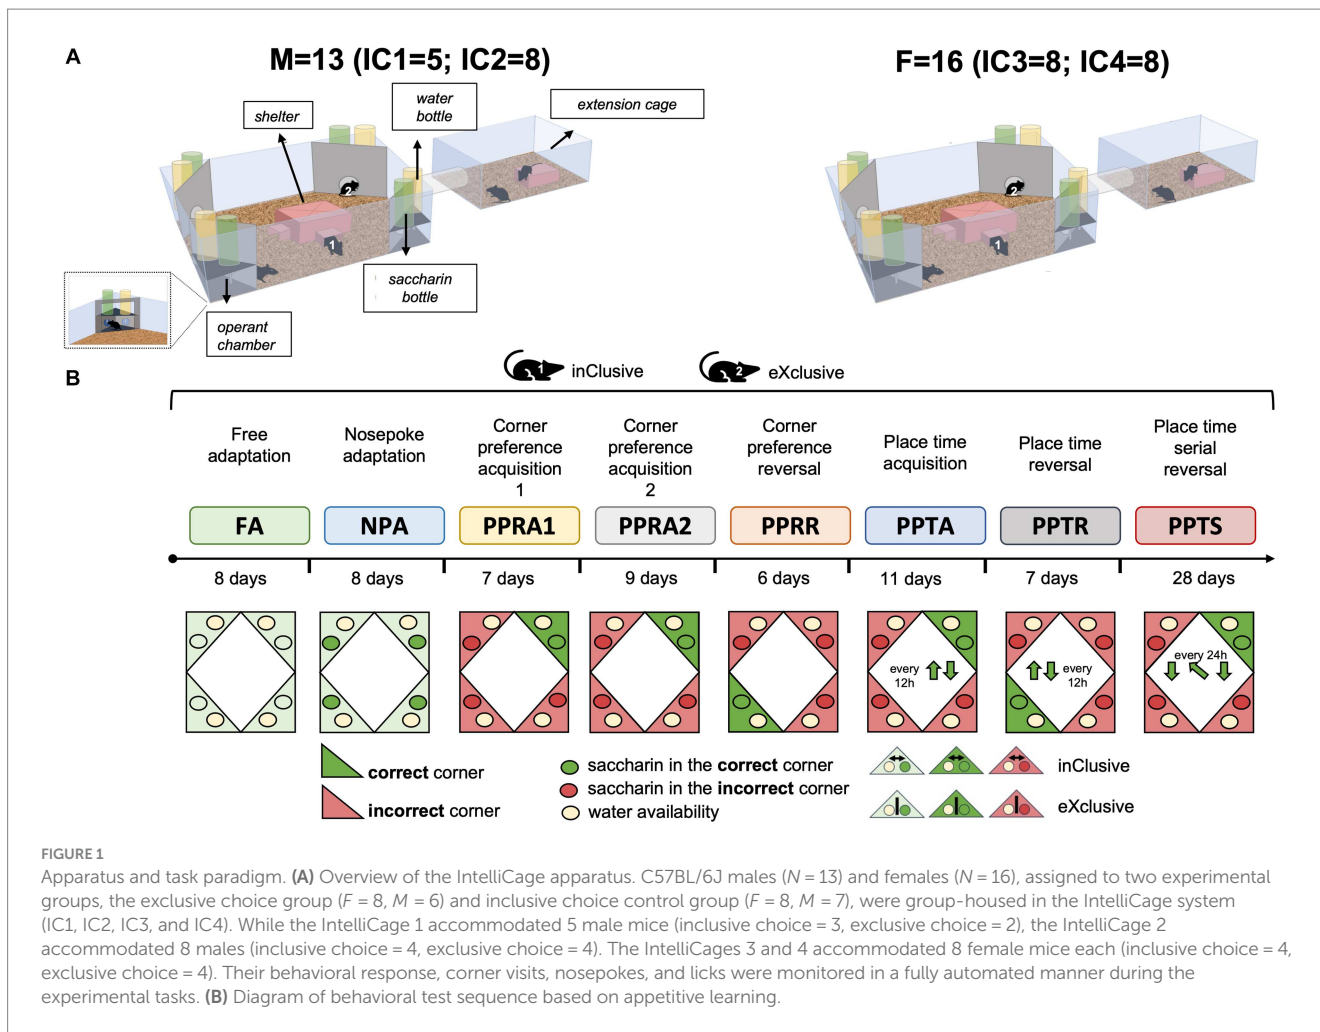 A
M=13 (IC1=5; IC2=8)
F=16 (IC3=8; IC4=8)
shelter
water
bottle
extension cage
2
1
saccharin
bottle
operant
chamber
2
1
B
1 inClusive
2 eXclusive
Free
adaptation
Nosepoke
adaptation
Corner
preference
acquisition
1
Corner
preference
acquisition
2
Corner
preference
reversal
Place time
acquisition
Place time
reversal
Place time
serial
reversal
FA
NPA
PPRA1
PPRA2
PPRR
PPTA
PPTR
PPTS
8 days
8 days
7 days
9 days
6 days
11 days
7 days
28 days
every
12h
every
12h
every 24h
correct corner
incorrect corner
saccharin in the correct corner
saccharin in the incorrect corner
water availability
inClusive
eXclusive
FIGURE 1
Apparatus and task paradigm. (A) Overview of the IntelliCage apparatus. C57BL/6J males (N = 13) and females (N = 16), assigned to two experimental
groups, the exclusive choice group (F = 8, M = 6) and inclusive choice control group (F = 8, M = 7), were group-housed in the IntelliCage system
(IC1, IC2, IC3, and IC4). While the IntelliCage 1 accommodated 5 male mice (inclusive choice = 3, exclusive choice = 2), the IntelliCage 2
accommodated 8 males (inclusive choice = 4, exclusive choice = 4). The IntelliCages 3 and 4 accommodated 8 female mice each (inclusive choice = 4,
exclusive choice = 4). Their behavioral response, corner visits, nosepokes, and licks were monitored in a fully automated manner during the
experimental tasks. (B) Diagram of behavioral test sequence based on appetitive learning.